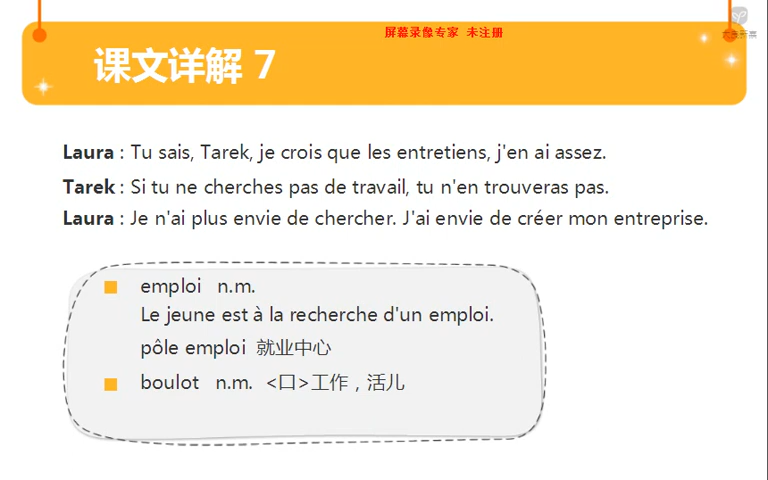 屏幕录像专家 未注册
课文详解 7
Laura : Tu sais, Tarek, je crois que les entretiens, j'en ai assez.
Tarek : Si tu ne cherches pas de travail, tu n'en trouveras pas.
Laura : Je n'ai plus envie de chercher. J'ai envie de créer mon entreprise.
emploi n.m.
Le jeune est à la recherche d'un emploi.
pôle emploi 就业中心
boulot n.m. <口>工作，活儿